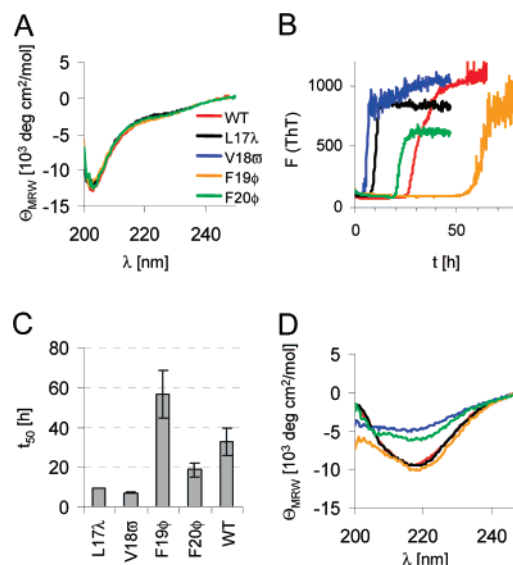 A
Θ_MRW [10³ deg cm²/mol]
5
0
-5
-10
-15
200
220
240
λ [nm]
WT
L17λ
V18ϖ
F19ϕ
F20ϕ
B
F (ThT)
1000
500
0
0
50
t [h]
C
t₅₀ [h]
80
60
40
20
0
L17λ
V18ϖ
F19ϕ
F20ϕ
WT
D
Θ_MRW [10³ deg cm²/mol]
5
0
-5
-10
-15
200
220
240
λ [nm]